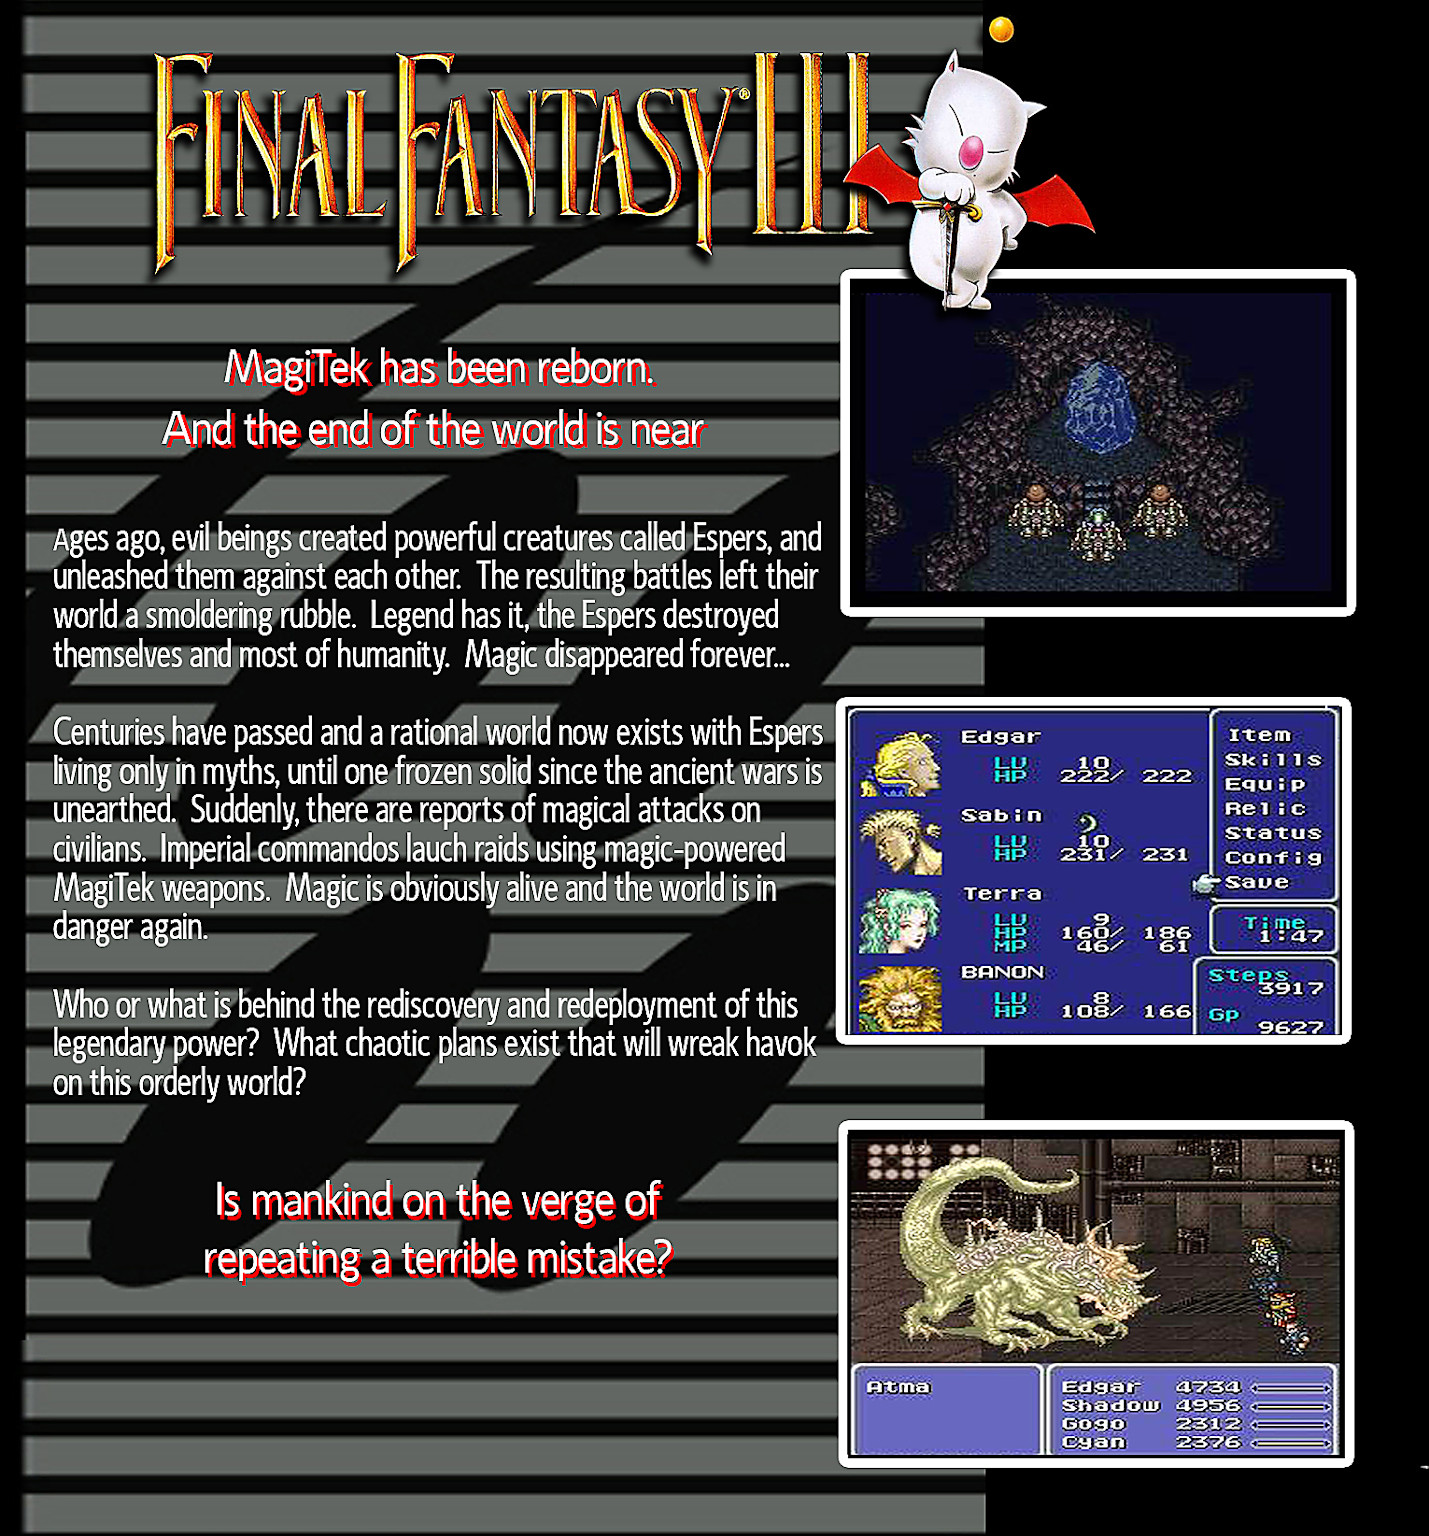 FINAL FANTASY® III
MagiTek has been reborn.
And the end of the world is near
Ages ago, evil beings created powerful creatures called Espers, and
unleashed them against each other.  The resulting battles left their
world a smoldering rubble.  Legend has it, the Espers destroyed
themselves and most of humanity.  Magic disappeared forever...
Centuries have passed and a rational world now exists with Espers
living only in myths, until one frozen solid since the ancient wars is
unearthed.  Suddenly, there are reports of magical attacks on
civilians.  Imperial commandos lauch raids using magic-powered
MagiTek weapons.  Magic is obviously alive and the world is in
danger again.
Who or what is behind the rediscovery and redeployment of this
legendary power?  What chaotic plans exist that will wreak havok
on this orderly world?
Is mankind on the verge of
repeating a terrible mistake?
Edgar
LV 10
HP 222/ 222
Sabin
LV 10
HP 231/ 231
Terra
LV 9
HP 160/ 186
MP 46/ 61
BANON
LV 8
HP 108/ 166
Item
Skills
Equip
Relic
Status
Config
Save
Time
1:47
Steps
3917
Gp
9627
Atma
Edgar 4734
Shadow 4956
Gogo 2312
Cyan 2376